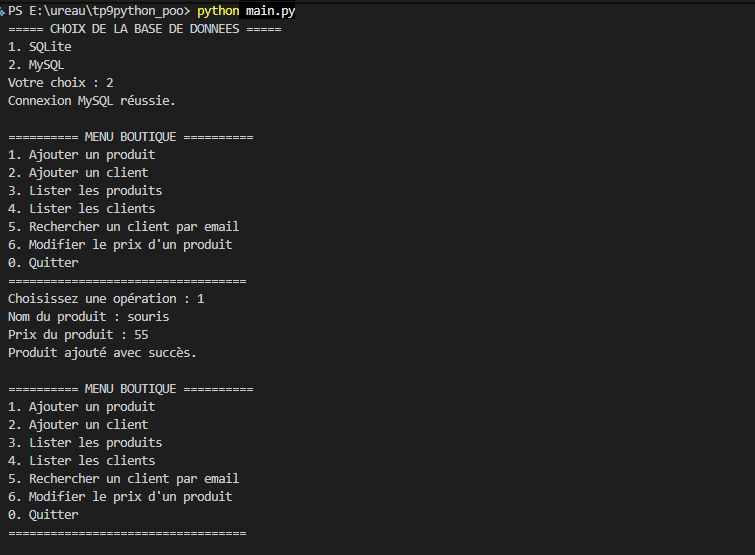 PS E:\ureau\tp9python_poo> python main.py
===== CHOIX DE LA BASE DE DONNEES =====
1. SQLite
2. MySQL
Votre choix : 2
Connexion MySQL réussie.
========== MENU BOUTIQUE ==========
1. Ajouter un produit
2. Ajouter un client
3. Lister les produits
4. Lister les clients
5. Rechercher un client par email
6. Modifier le prix d'un produit
0. Quitter
==================================
Choisissez une opération : 1
Nom du produit : souris
Prix du produit : 55
Produit ajouté avec succès.
========== MENU BOUTIQUE ==========
1. Ajouter un produit
2. Ajouter un client
3. Lister les produits
4. Lister les clients
5. Rechercher un client par email
6. Modifier le prix d'un produit
0. Quitter
==================================